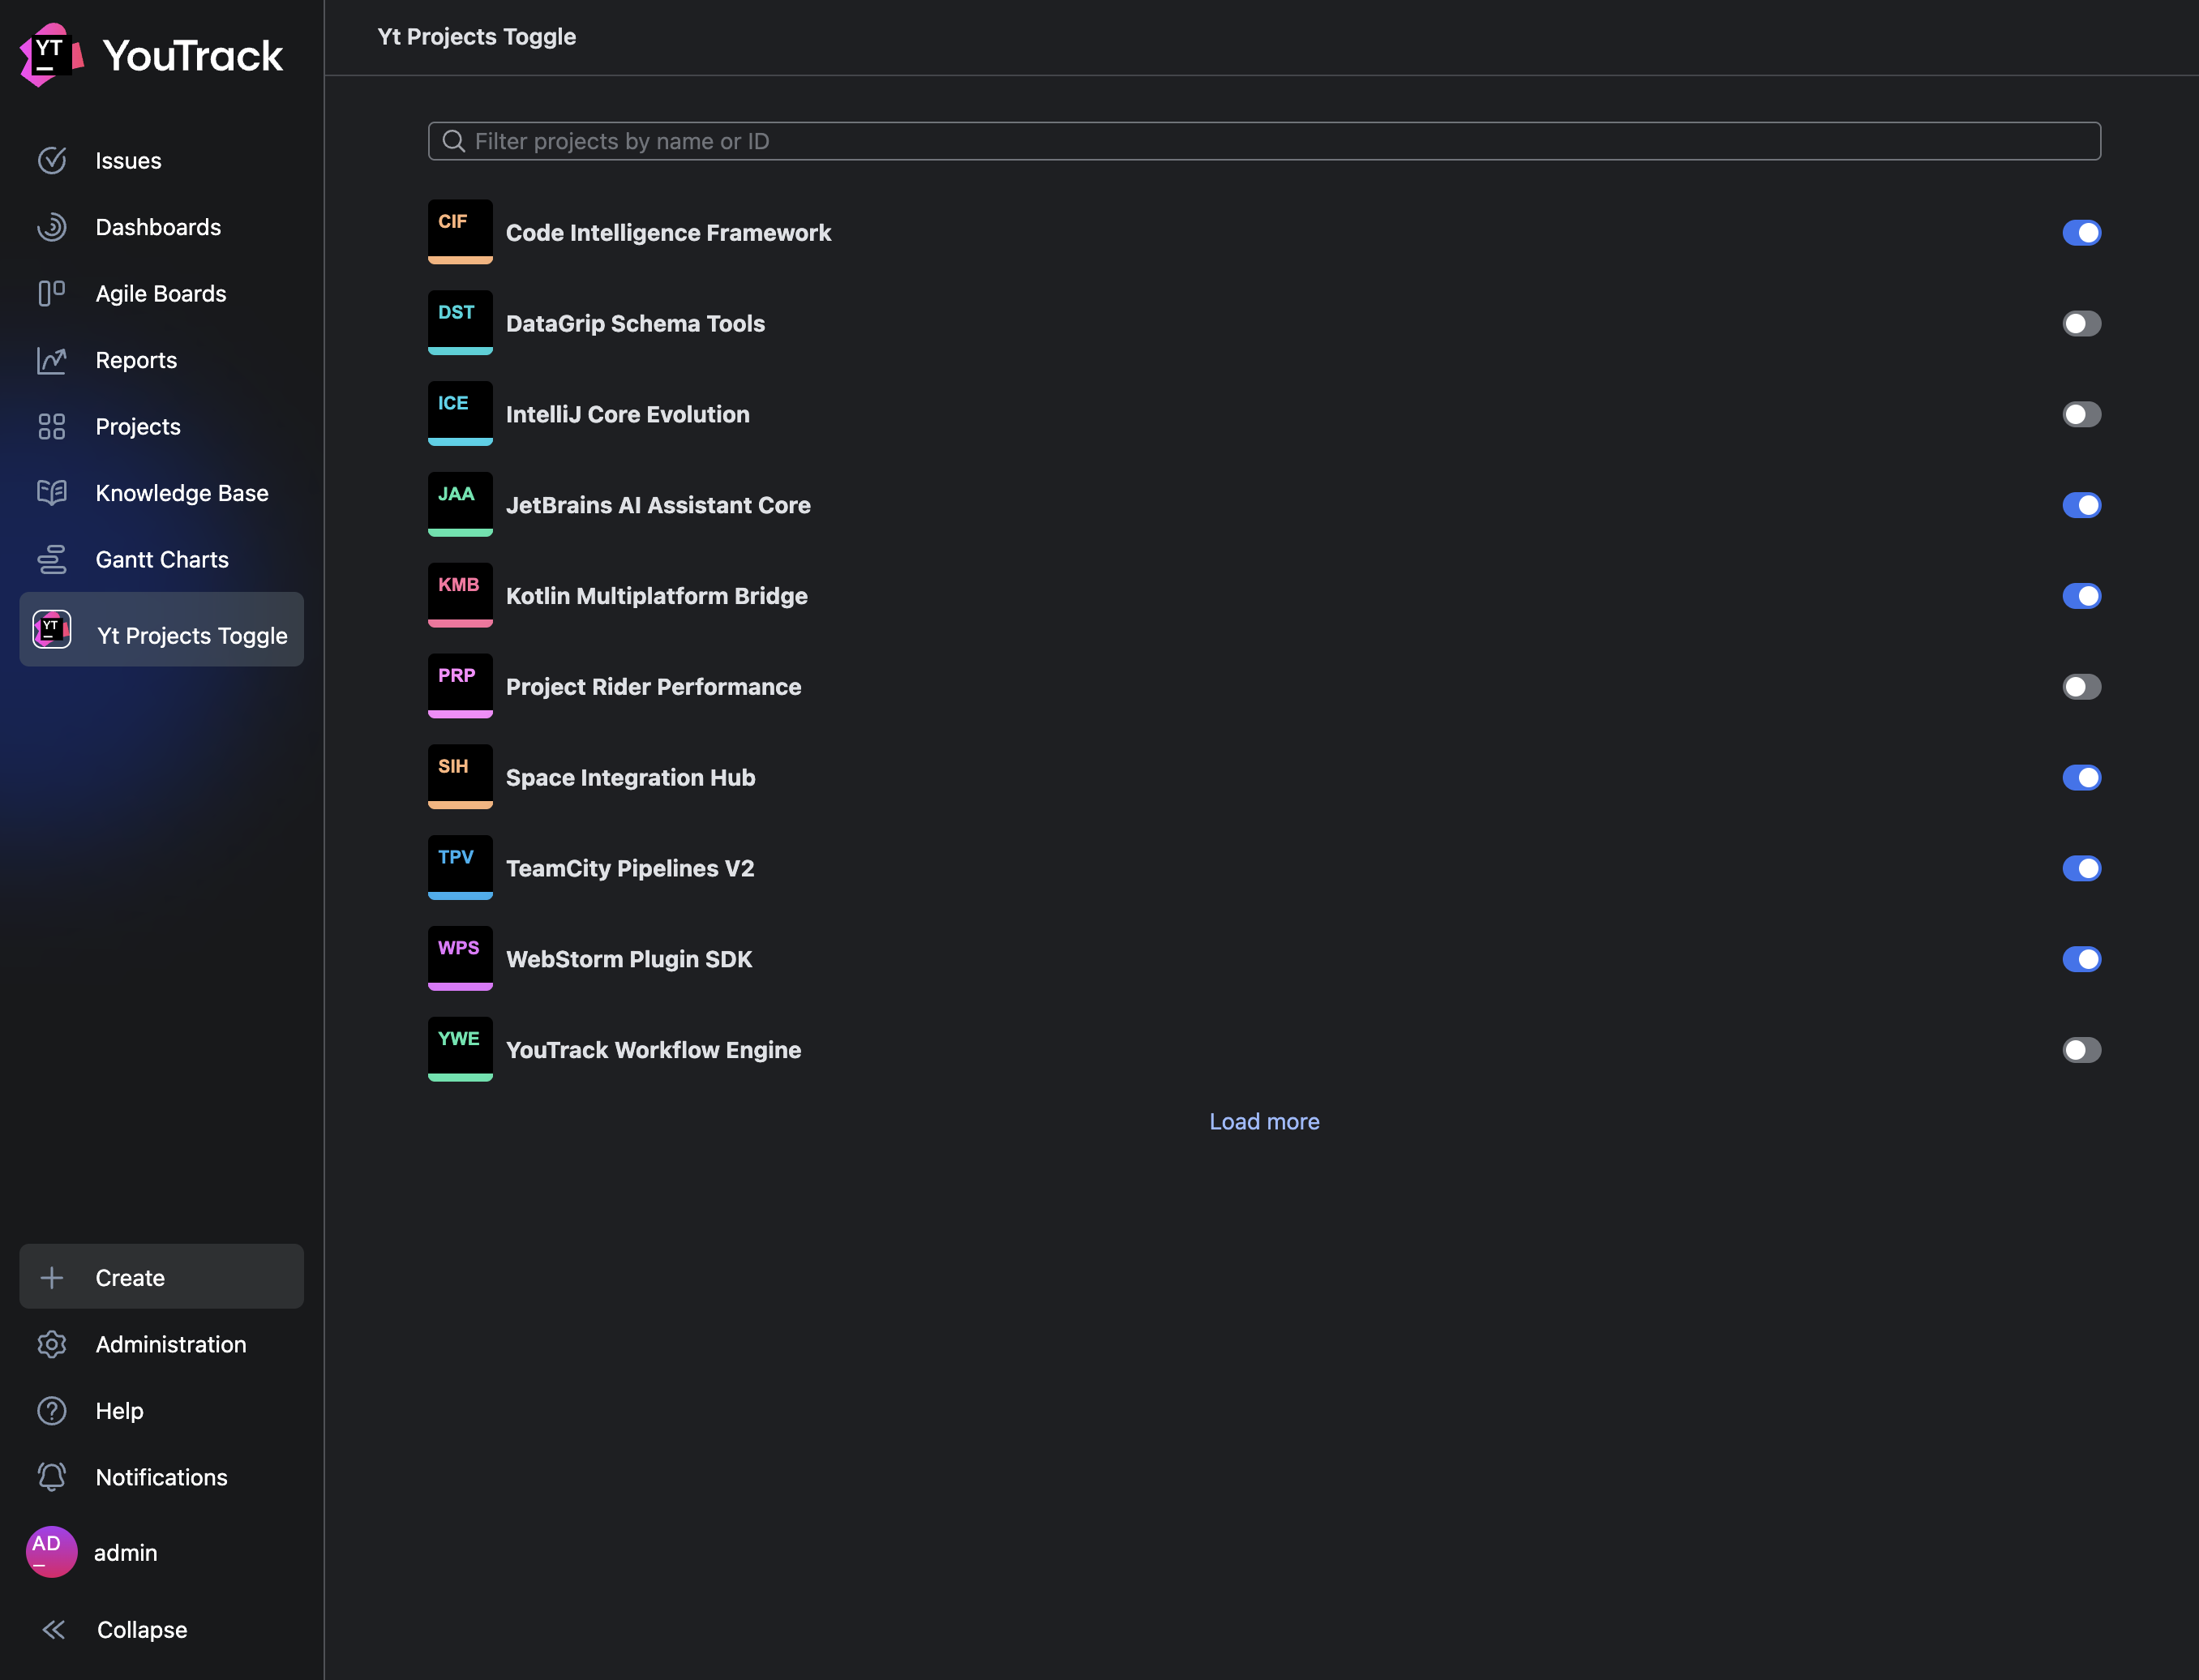 YT
YouTrack
Issues
Dashboards
Agile Boards
Reports
Projects
Knowledge Base
Gantt Charts
YT
Yt Projects Toggle
Create
Administration
Help
Notifications
AD
admin
Collapse
Yt Projects Toggle
Filter projects by name or ID
CIF
Code Intelligence Framework
DST
DataGrip Schema Tools
ICE
IntelliJ Core Evolution
JAA
JetBrains AI Assistant Core
KMB
Kotlin Multiplatform Bridge
PRP
Project Rider Performance
SIH
Space Integration Hub
TPV
TeamCity Pipelines V2
WPS
WebStorm Plugin SDK
YWE
YouTrack Workflow Engine
Load more